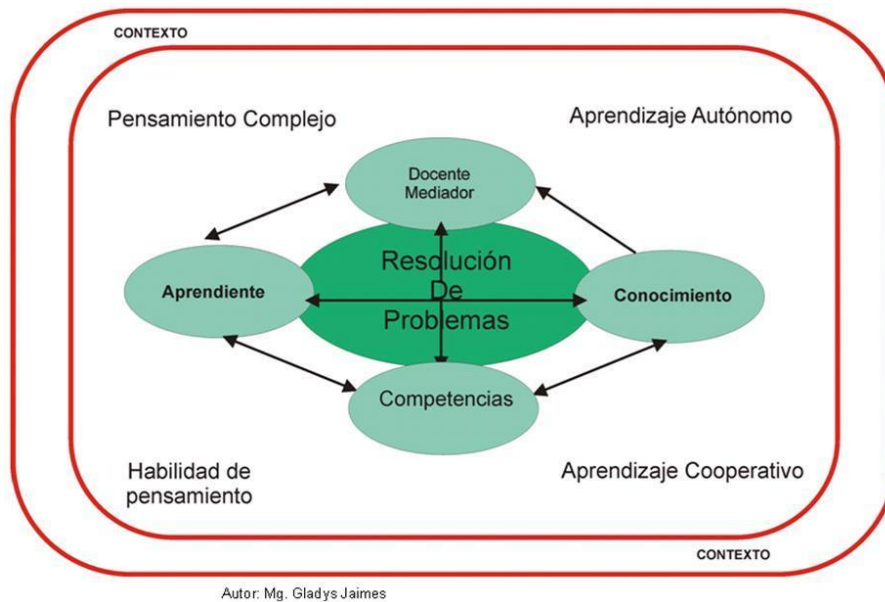 CONTEXTO
Pensamiento Complejo
Aprendizaje Autónomo
Docente
Mediador
Resolución
De
Problemas
Aprendiente
Conocimiento
Competencias
Habilidad de
pensamiento
Aprendizaje Cooperativo
CONTEXTO
Autor: Mg. Gladys Jaimes